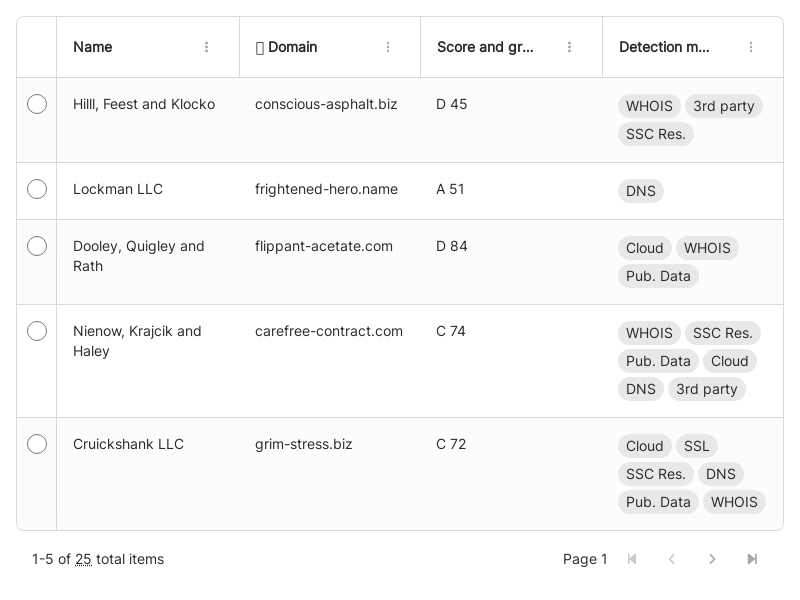 Name
Domain
Score and gr...
Detection m...
Hilll, Feest and Klocko
conscious-asphalt.biz
D 45
WHOIS 3rd party
SSC Res.
Lockman LLC
frightened-hero.name
A 51
DNS
Dooley, Quigley and
Rath
flippant-acetate.com
D 84
Cloud WHOIS
Pub. Data
Nienow, Krajcik and
Haley
carefree-contract.com
C 74
WHOIS SSC Res.
Pub. Data Cloud
DNS 3rd party
Cruickshank LLC
grim-stress.biz
C 72
Cloud SSL
SSC Res. DNS
Pub. Data WHOIS
1-5 of 25 total items
Page 1